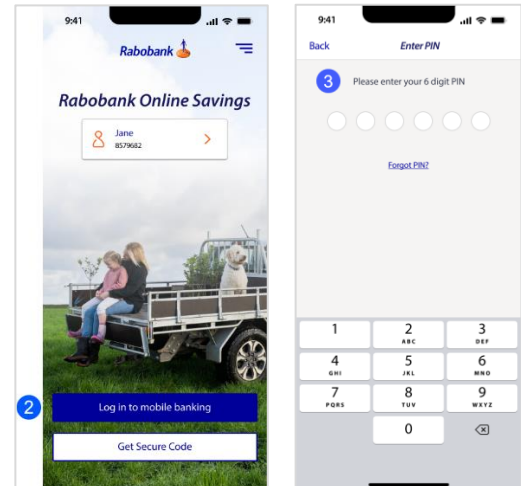 9:41
Rabobank
Rabobank Online Savings
Jane
8579682
2
Log in to mobile banking
Get Secure Code
9:41
Back
Enter PIN
3
Please enter your 6 digit PIN
Forgot PIN?
1
2
ABC
3
DEF
4
GHI
5
JKL
6
MNO
7
PQRS
8
TUV
9
WXYZ
0